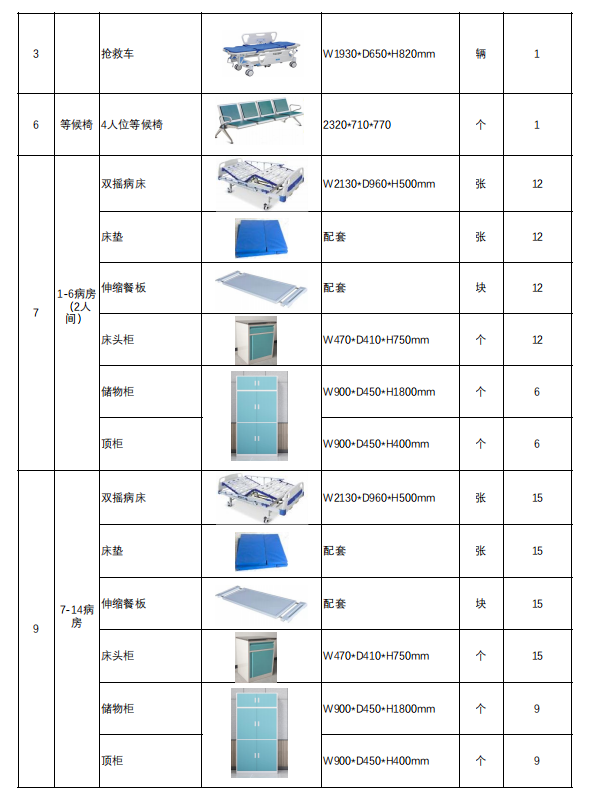 3 抢救车 W1930*D650*H820mm 辆 1
6 等候椅 4人位等候椅 2320*710*770 个 1
双摇病床 W2130*D960*H500mm 张 12
床垫 配套 张 12
7 1-6病房
（2人
间）
伸缩餐板 配套 块 12
床头柜 W470*D410*H750mm 个 12
储物柜 W900*D450*H1800mm 个 6
顶柜 W900*D450*H400mm 个 6
双摇病床 W2130*D960*H500mm 张 15
床垫 配套 张 15
9 7-14病
房
伸缩餐板 配套 块 15
床头柜 W470*D410*H750mm 个 15
储物柜 W900*D450*H1800mm 个 9
顶柜 W900*D450*H400mm 个 9